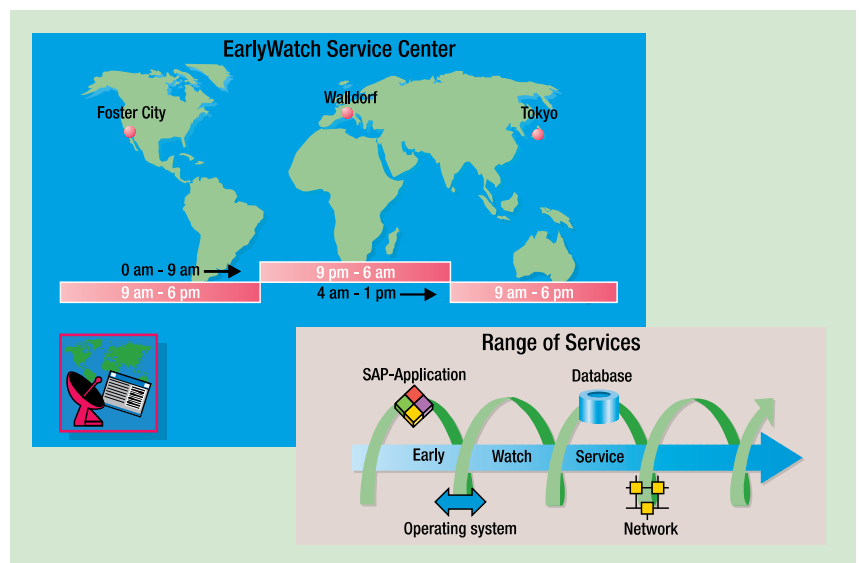 EarlyWatch Service Center
Foster City
Walldorf
Tokyo
0 am - 9 am
9 pm - 6 am
9 am - 6 pm
4 am - 1 pm
9 am - 6 pm
Range of Services
SAP-Application
Database
Early Watch Service
Operating system
Network